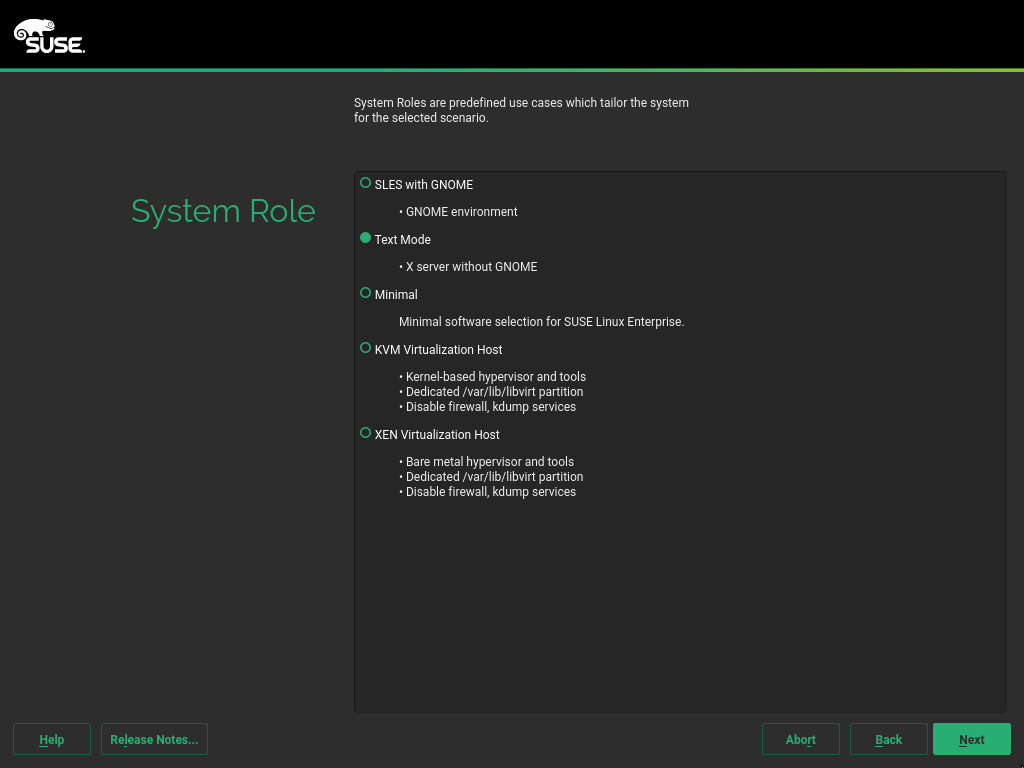 SUSE.
System Roles are predefined use cases which tailor the system
for the selected scenario.
System Role
SLES with GNOME
• GNOME environment
Text Mode
• X server without GNOME
Minimal
Minimal software selection for SUSE Linux Enterprise.
KVM Virtualization Host
• Kernel-based hypervisor and tools
• Dedicated /var/lib/libvirt partition
• Disable firewall, kdump services
XEN Virtualization Host
• Bare metal hypervisor and tools
• Dedicated /var/lib/libvirt partition
• Disable firewall, kdump services
Help
Release Notes...
Abort
Back
Next